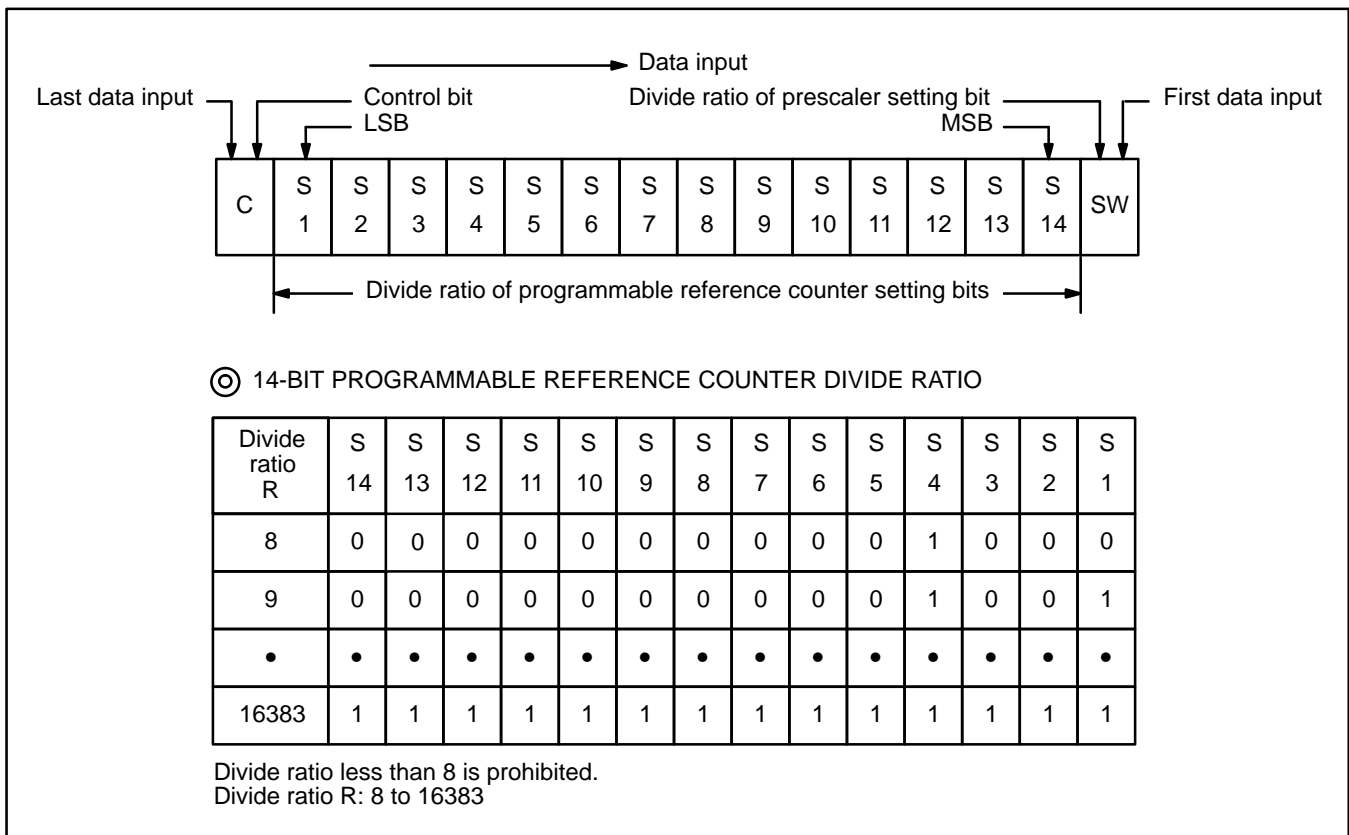 Data input
Last data input Control bit Divide ratio of prescaler setting bit First data input
LSB MSB
C S 1 S 2 S 3 S 4 S 5 S 6 S 7 S 8 S 9 S 10 S 11 S 12 S 13 S 14 SW
Divide ratio of programmable reference counter setting bits
14-BIT PROGRAMMABLE REFERENCE COUNTER DIVIDE RATIO
Divide ratio R S 14 S 13 S 12 S 11 S 10 S 9 S 8 S 7 S 6 S 5 S 4 S 3 S 2 S 1
8 0 0 0 0 0 0 0 0 0 0 1 0 0 0
9 0 0 0 0 0 0 0 0 0 0 1 0 0 1
• • • • • • • • • • • • • • •
16383 1 1 1 1 1 1 1 1 1 1 1 1 1 1
Divide ratio less than 8 is prohibited.
Divide ratio R: 8 to 16383